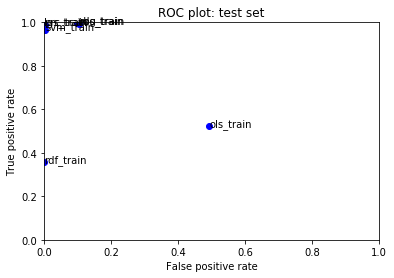 ROC plot: test set
svm_train
ols_train
rdf_train
True positive rate
1.0
0.8
0.6
0.4
0.2
0.0
0.0 0.2 0.4 0.6 0.8 1.0
False positive rate